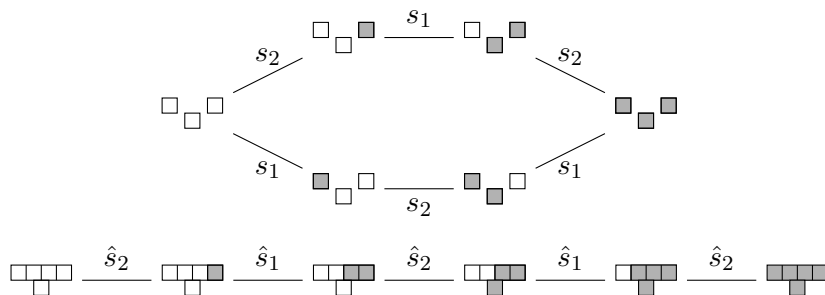 s₁
s₂ s₂
s₁ s₁
s₂
ŝ₂ ŝ₁ ŝ₂ ŝ₁ ŝ₂